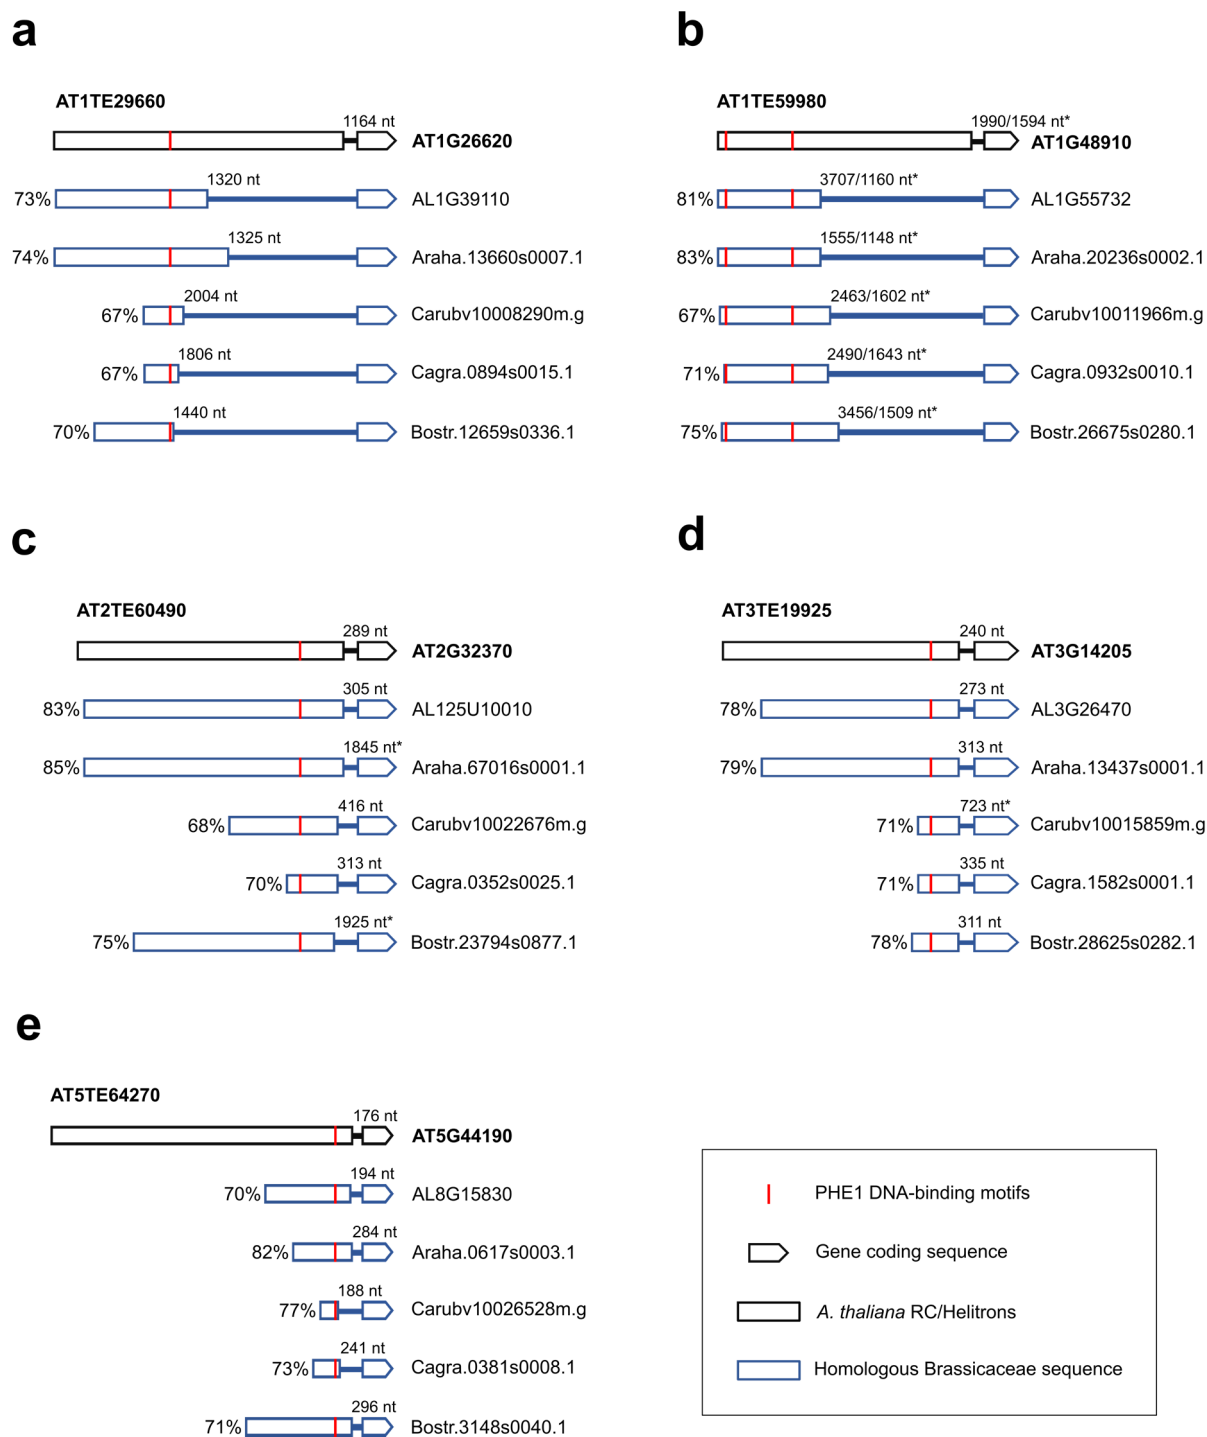 a
AT1TE29660
1164 nt
AT1G26620
1320 nt
73%
AL1G39110
1325 nt
74%
Araha.13660s0007.1
2004 nt
67%
Carubv10008290m.g
1806 nt
67%
Cagra.0894s0015.1
1440 nt
70%
Bostr.12659s0336.1
b
AT1TE59980
1990/1594 nt*
AT1G48910
3707/1160 nt*
81%
AL1G55732
1555/1148 nt*
83%
Araha.20236s0002.1
2463/1602 nt*
67%
Carubv10011966m.g
2490/1643 nt*
71%
Cagra.0932s0010.1
3456/1509 nt*
75%
Bostr.26675s0280.1
c
AT2TE60490
289 nt
AT2G32370
305 nt
83%
AL125U10010
1845 nt*
85%
Araha.67016s0001.1
416 nt
68%
Carubv10022676m.g
313 nt
70%
Cagra.0352s0025.1
1925 nt*
75%
Bostr.23794s0877.1
d
AT3TE19925
240 nt
AT3G14205
273 nt
78%
AL3G26470
313 nt
79%
Araha.13437s0001.1
723 nt*
71%
Carubv10015859m.g
335 nt
71%
Cagra.1582s0001.1
311 nt
78%
Bostr.28625s0282.1
e
AT5TE64270
176 nt
AT5G44190
194 nt
70%
AL8G15830
284 nt
82%
Araha.0617s0003.1
188 nt
77%
Carubv10026528m.g
241 nt
73%
Cagra.0381s0008.1
296 nt
71%
Bostr.3148s0040.1
PHE1 DNA-binding motifs
Gene coding sequence
A. thaliana RC/Helitrons
Homologous Brassicaceae sequence